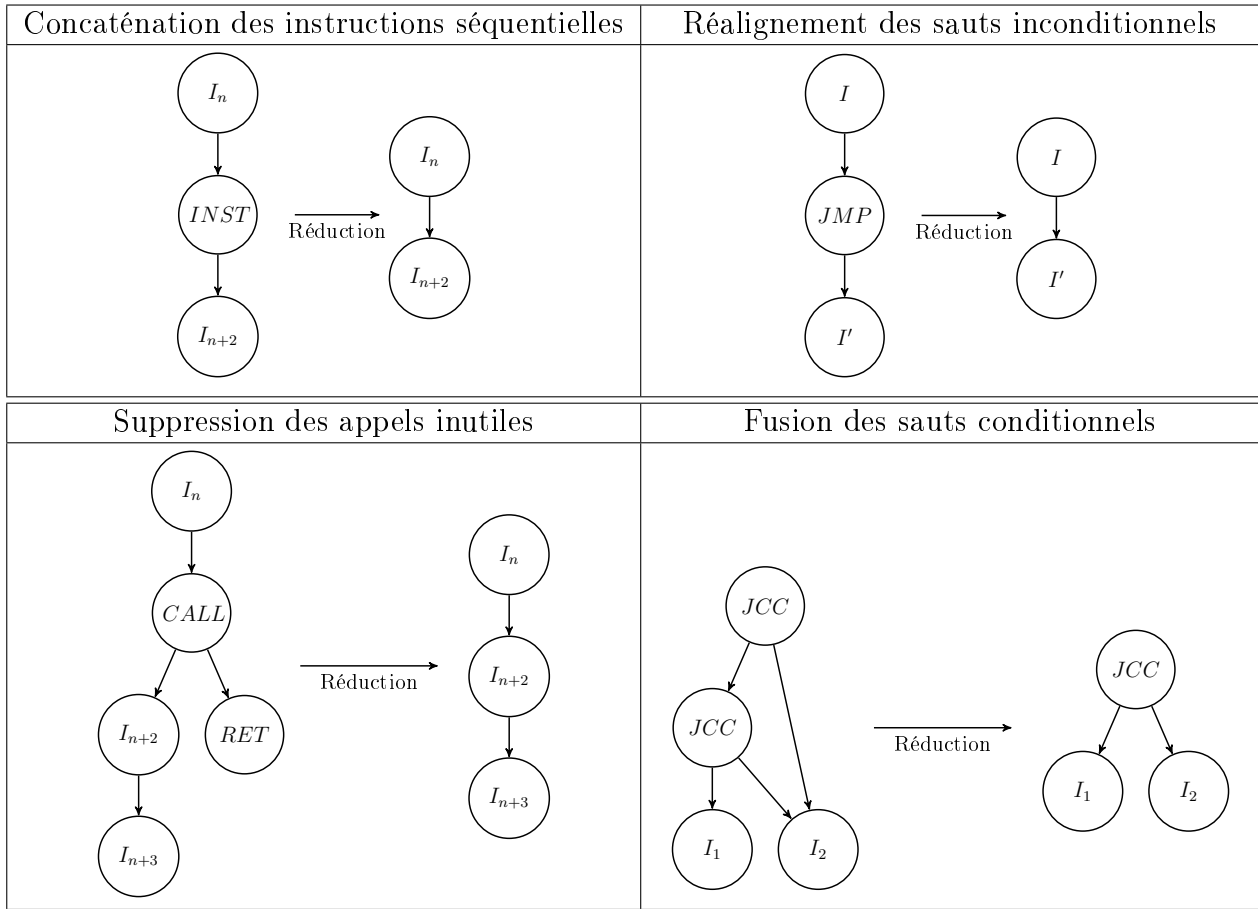 Concaténation des instructions séquentielles
I_n
INST
I_{n+2}
Réduction
I_n
I_{n+2}
Réalignement des sauts inconditionnels
I
JMP
I'
Réduction
I
I'
Suppression des appels inutiles
I_n
CALL
I_{n+2}
RET
I_{n+3}
Réduction
I_n
I_{n+2}
I_{n+3}
Fusion des sauts conditionnels
JCC
JCC
I_1
I_2
Réduction
JCC
I_1
I_2